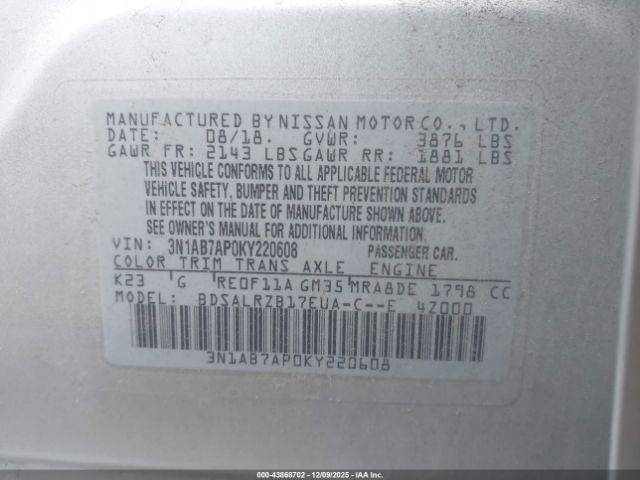 MANUFACTURED BY NISSAN MOTOR CO., LTD.
DATE: 08/18. GVWR: 3876 LBS
GAWR FR: 2143 LBS GAWR RR: 1881 LBS
THIS VEHICLE CONFORMS TO ALL APPLICABLE FEDERAL MOTOR
VEHICLE SAFETY, BUMPER AND THEFT PREVENTION STANDARDS
IN EFFECT ON THE DATE OF MANUFACTURE SHOWN ABOVE.
SEE OWNER'S MANUAL FOR ADDITIONAL INFORMATION.
VIN: 3N1AB7AP0KY220608 PASSENGER CAR.
COLOR TRIM TRANS AXLE ENGINE
K23 G RE0F11A GM35 MRA8DE 1798 CC
MODEL: BDSALRZB17EUA-C--E 4Z000
3N1AB7AP0KY220608
000-43868702 - 12/09/2025 - IAAI.COM